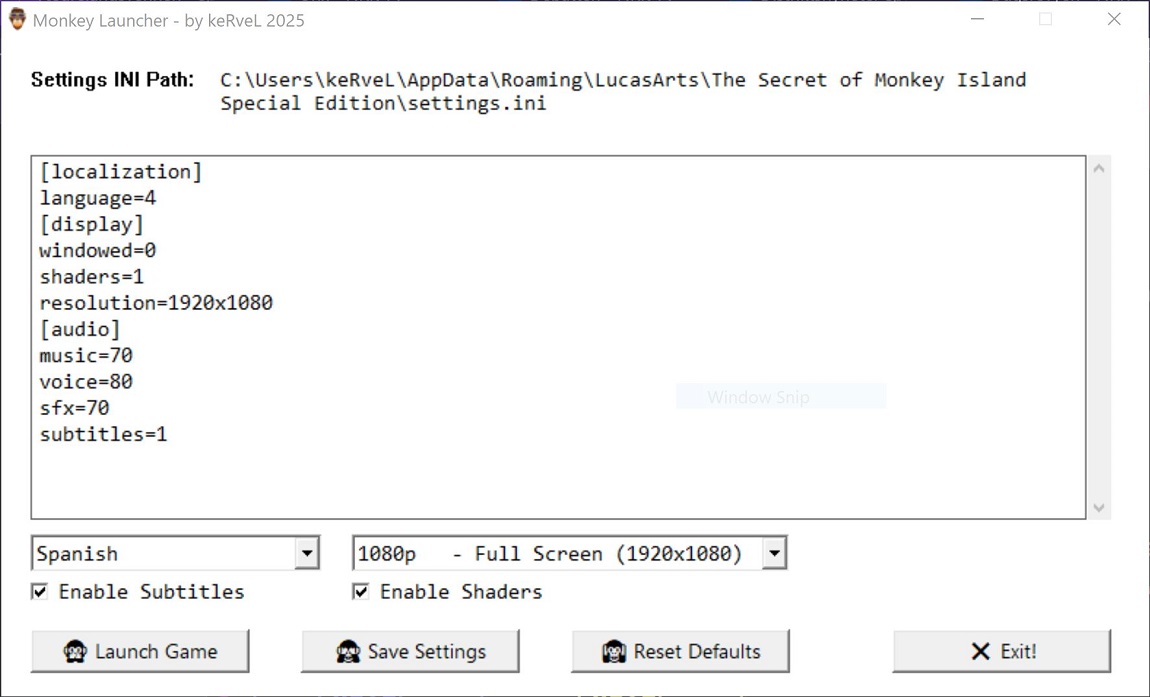 Monkey Launcher - by keRveL 2025
Settings INI Path: C:\Users\keRveL\AppData\Roaming\LucasArts\The Secret of Monkey Island
Special Edition\settings.ini
[localization]
language=4
[display]
windowed=0
shaders=1
resolution=1920x1080
[audio]
music=70
voice=80
sfx=70
subtitles=1
Window Snip
Spanish
1080p - Full Screen (1920x1080)
Enable Subtitles
Enable Shaders
Launch Game
Save Settings
Reset Defaults
Exit!